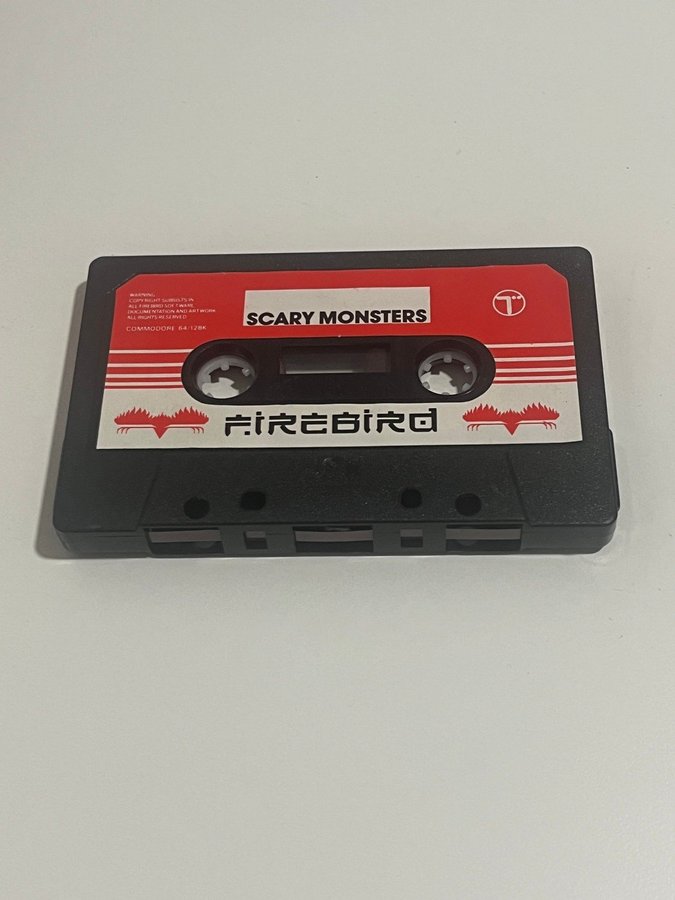 WARNING.
COPYRIGHT SUBSISTS IN
ALL FIREBIRD SOFTWARE,
DOCUMENTATION AND ARTWORK
ALL RIGHTS RESERVED
COMMODORE 64/128K
SCARY MONSTERS
T
FIREBIRD